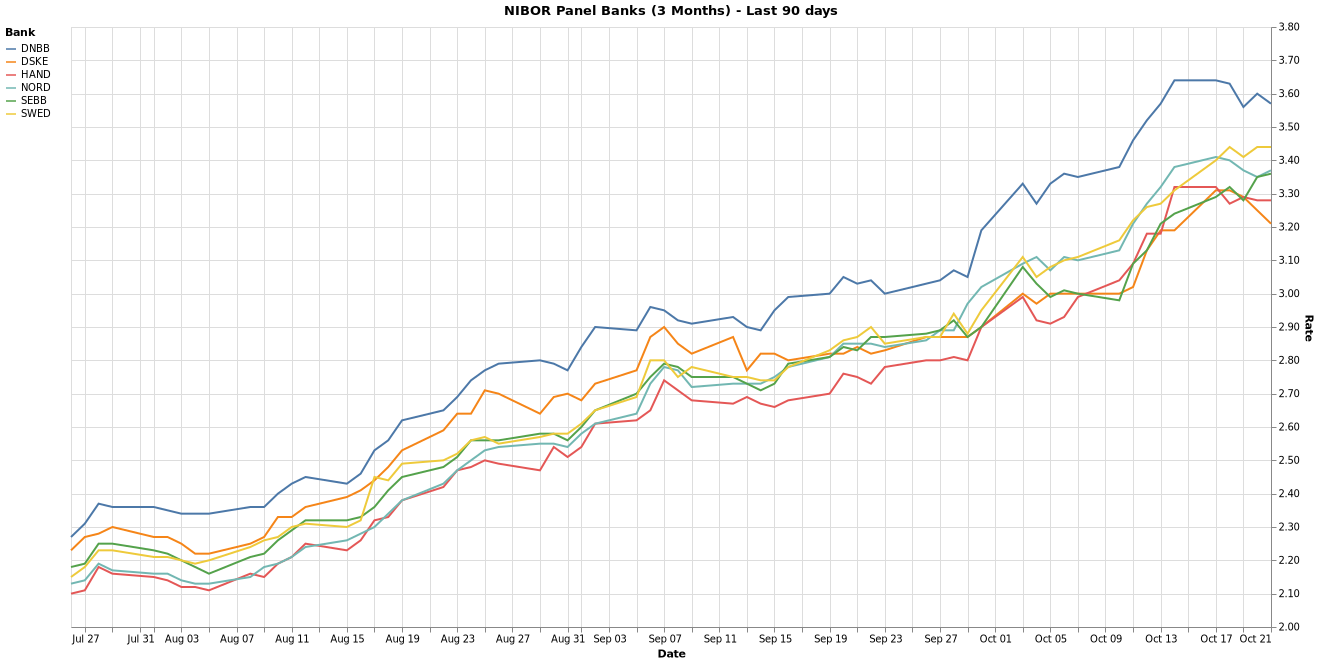 NIBOR Panel Banks (3 Months) - Last 90 days
Bank
DNBB
DSKE
HAND
NORD
SEBB
SWED
3.80
3.70
3.60
3.50
3.40
3.30
3.20
3.10
3.00
2.90
2.80
2.70
2.60
2.50
2.40
2.30
2.20
2.10
2.00
Rate
Jul 27 Jul 31 Aug 03 Aug 07 Aug 11 Aug 15 Aug 19 Aug 23 Aug 27 Aug 31 Sep 03 Sep 07 Sep 11 Sep 15 Sep 19 Sep 23 Sep 27 Oct 01 Oct 05 Oct 09 Oct 13 Oct 17 Oct 21
Date